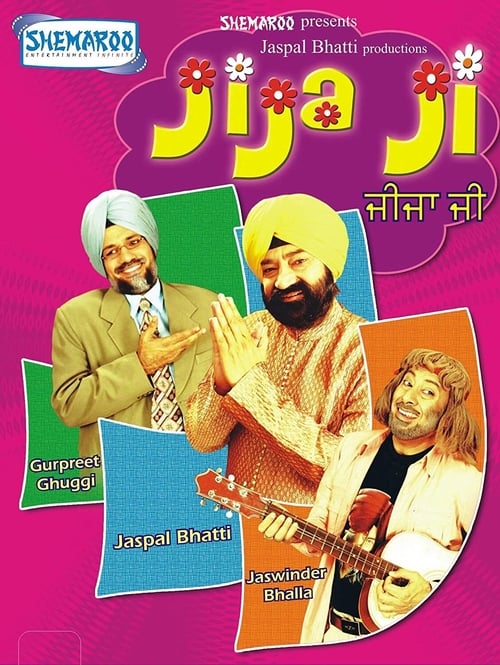 SHEMAROO
ENTERTAINMENT INFINITE
SHEMAROO presents
Jaspal Bhatti productions
Jija Ji
ਜੀਜਾ ਜੀ
Gurpreet
Ghuggi
Jaspal Bhatti
Jaswinder
Bhalla